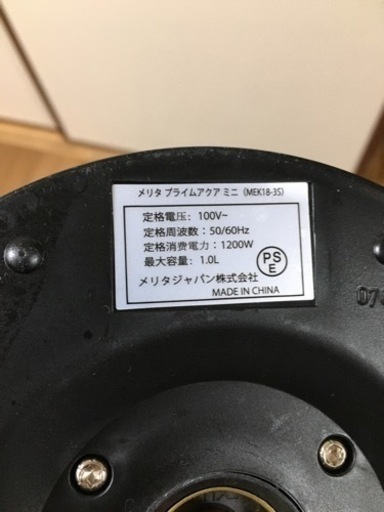 メリタ プライムアクア ミニ (MEK18-3S)
定格電圧: 100V~
定格周波数: 50/60Hz
定格消費電力: 1200W
最大容量: 1.0L
メリタジャパン株式会社
PSE
MADE IN CHINA
07